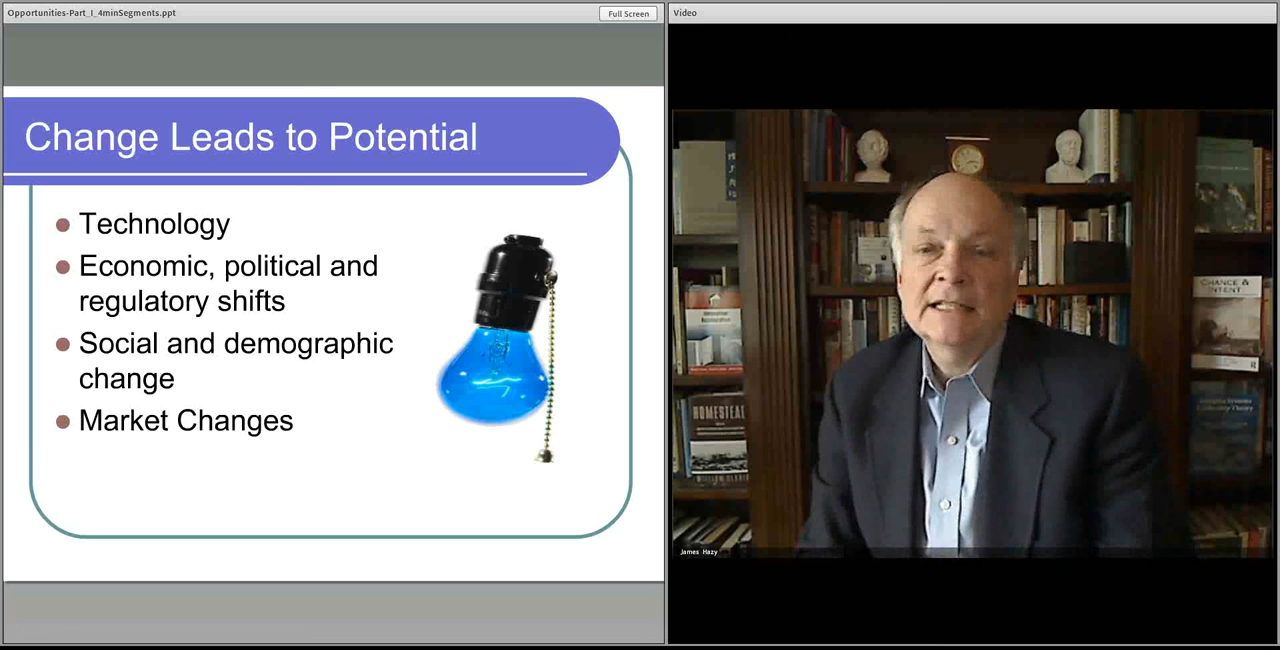 Opportunities-Part_I_4minSegments.ppt
Full Screen
Video
Change Leads to Potential
Technology
Economic, political and
regulatory shifts
Social and demographic
change
Market Changes
CHANCE &
INTENT
HOMESTEAD
James Hazy